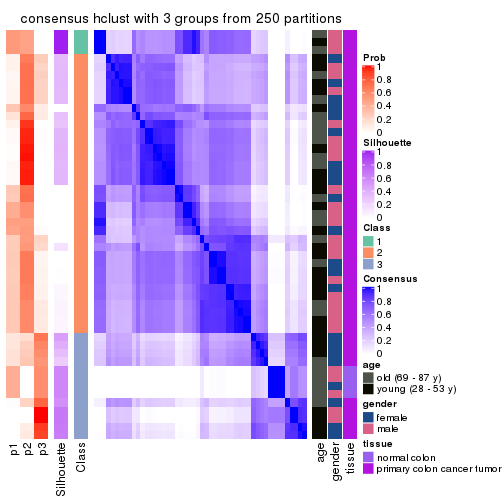 consensus hclust with 3 groups from 250 partitions
Prob
1
0.8
0.6
0.4
0.2
0
Silhouette
1
0.8
0.6
0.4
0.2
0
Class
1
2
3
Consensus
1
0.8
0.6
0.4
0.2
0
age
old (69 - 87 y)
young (28 - 53 y)
gender
female
male
tissue
normal colon
primary colon cancer tumor
p1
p2
p3
Silhouette
Class
age
gender
tissue